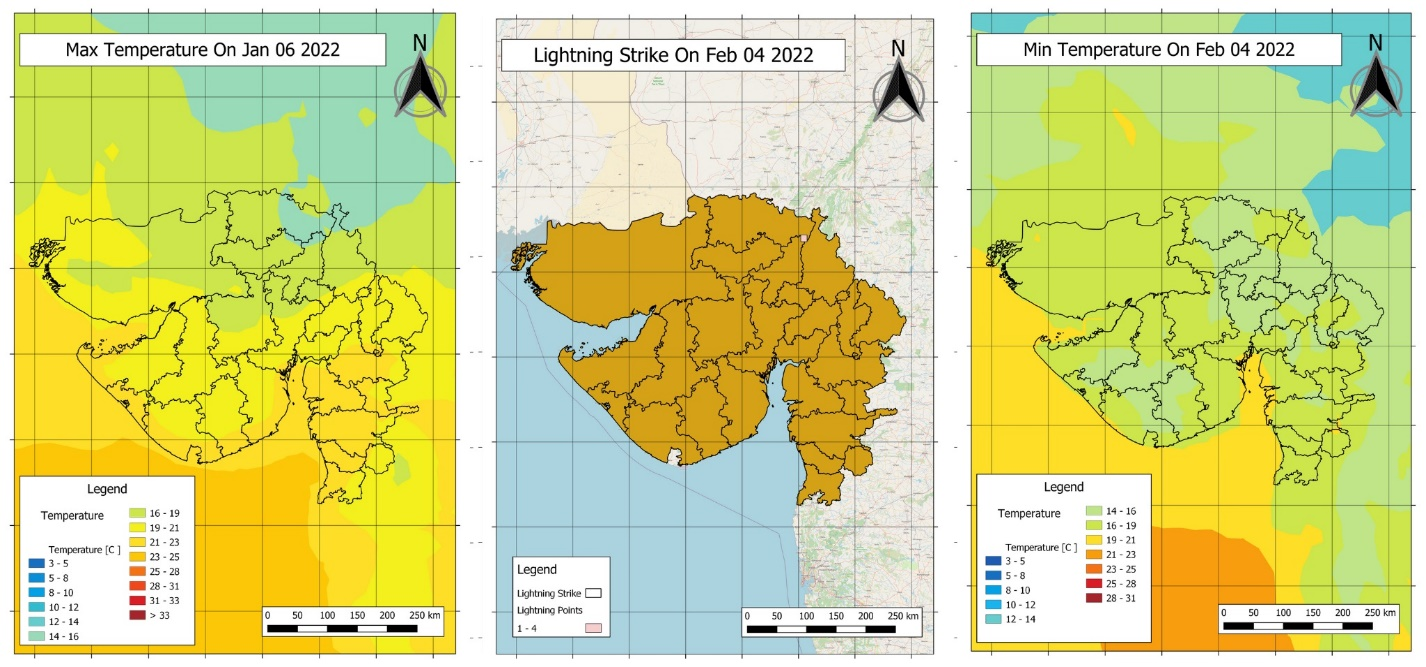 Max Temperature On Jan 06 2022
N
Legend
Temperature
Temperature [C ]
3 - 5
5 - 8
8 - 10
10 - 12
12 - 14
14 - 16
16 - 19
19 - 21
21 - 23
23 - 25
25 - 28
28 - 31
31 - 33
> 33
0 50 100 150 200 250 km
Lightning Strike On Feb 04 2022
N
Legend
Lightning Strike
Lightning Points
1 - 4
0 50 100 150 200 250 km
Min Temperature On Feb 04 2022
N
Legend
Temperature
Temperature [C ]
3 - 5
5 - 8
8 - 10
10 - 12
12 - 14
14 - 16
16 - 19
19 - 21
21 - 23
23 - 25
25 - 28
28 - 31
0 50 100 150 200 250 km